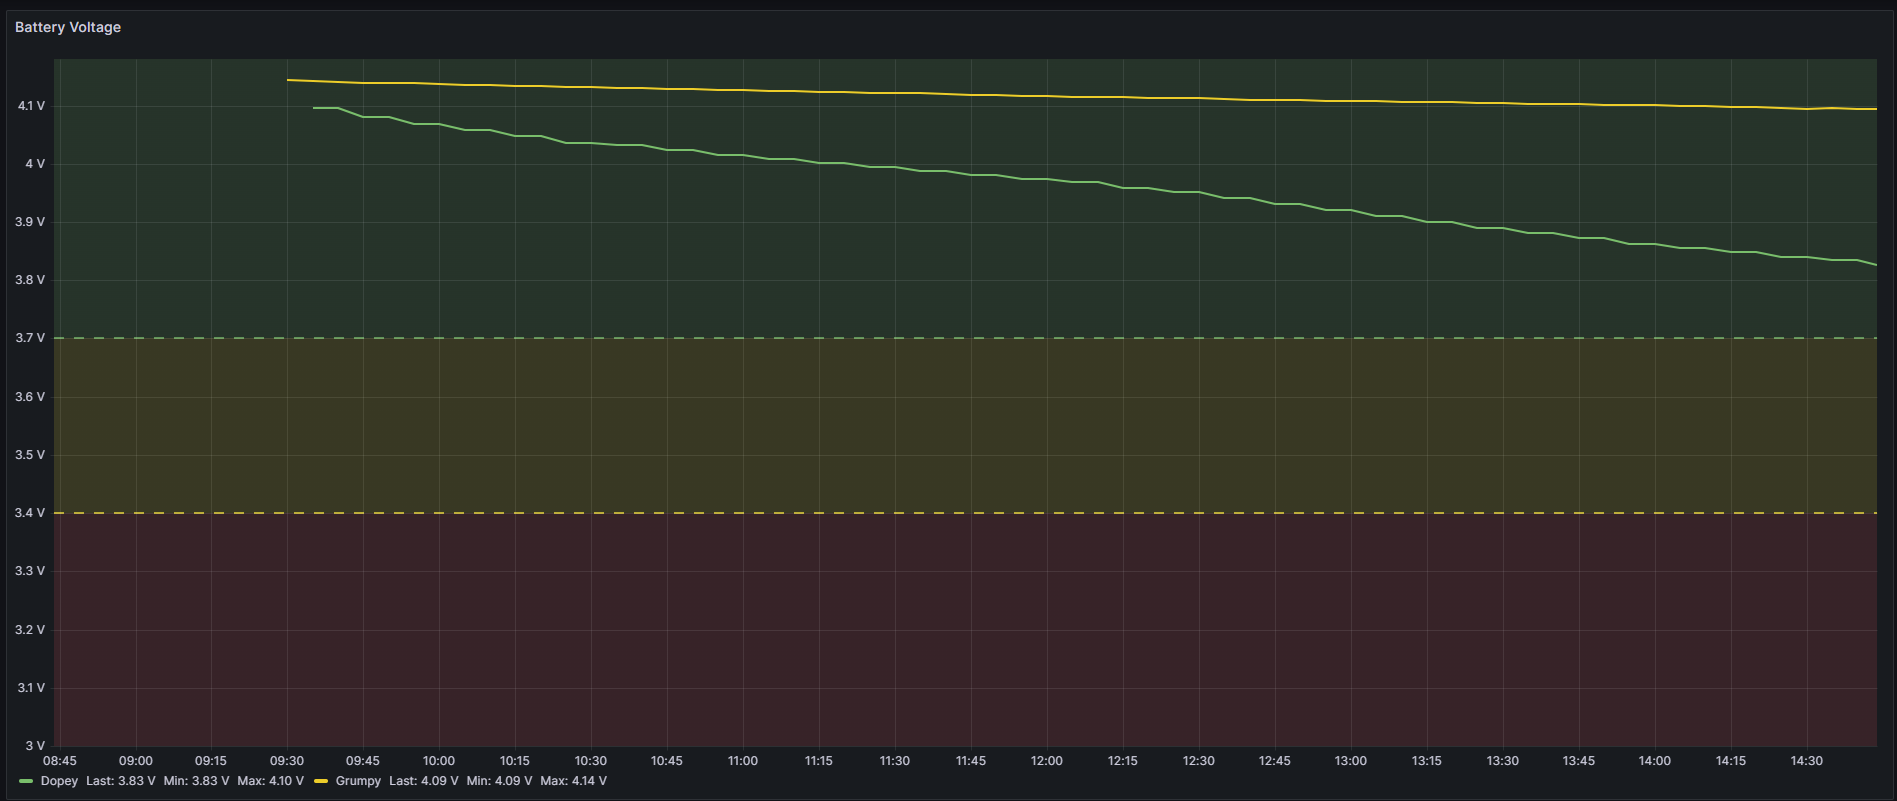 Battery Voltage
4.1 V
4 V
3.9 V
3.8 V
3.7 V
3.6 V
3.5 V
3.4 V
3.3 V
3.2 V
3.1 V
3 V
08:45 09:00 09:15 09:30 09:45 10:00 10:15 10:30 10:45 11:00 11:15 11:30 11:45 12:00 12:15 12:30 12:45 13:00 13:15 13:30 13:45 14:00 14:15 14:30
Dopey Last: 3.83 V Min: 3.83 V Max: 4.10 V Grumpy Last: 4.09 V Min: 4.09 V Max: 4.14 V